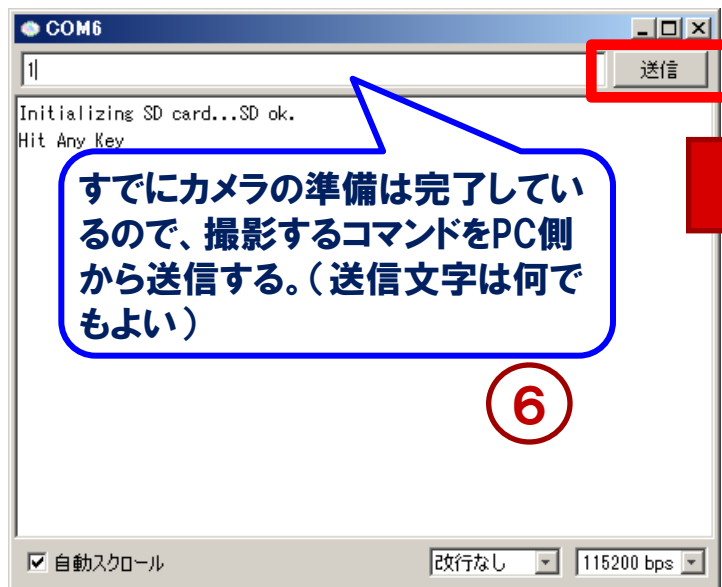 COM6
1
送信
Initializing SD card...SD ok.
Hit Any Key
すでにカメラの準備は完了してい
るので、撮影するコマンドをPC側
から送信する。(送信文字は何で
もよい)
6
自動スクロール
改行なし
115200 bps